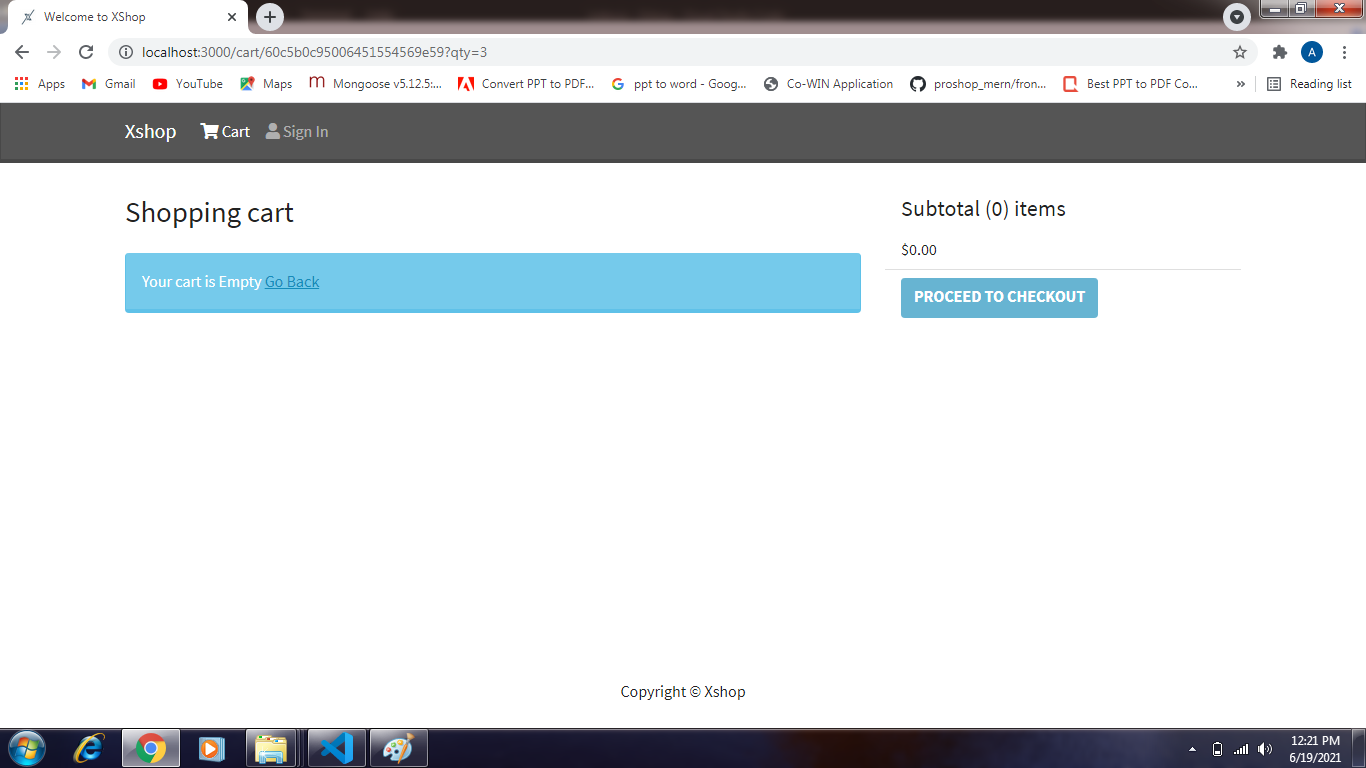 Welcome to XShop
localhost:3000/cart/60c5b0c95006451554569e59?qty=3
Apps Gmail YouTube Maps Mongoose v5.12.5:... Convert PPT to PDF... ppt to word - Goog... Co-WIN Application proshop_mern/fron... Best PPT to PDF Co... » Reading list
Xshop Cart Sign In
Shopping cart
Your cart is Empty Go Back
Subtotal (0) items
$0.00
PROCEED TO CHECKOUT
Copyright © Xshop
12:21 PM
6/19/2021